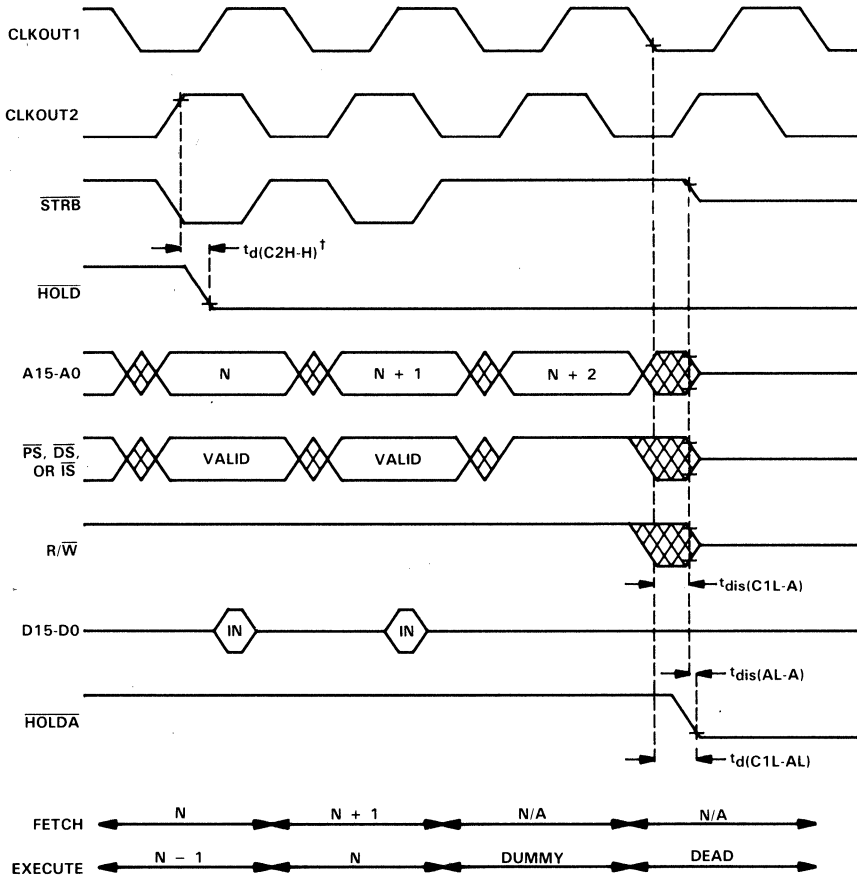 CLKOUT1
CLKOUT2
STRB
td(C2H-H)†
HOLD
A15-A0 N N + 1 N + 2
PS, DS,
OR IS VALID VALID
R/W
tdis(C1L-A)
D15-D0 IN IN
tdis(AL-A)
HOLDA
td(C1L-AL)
FETCH N N + 1 N/A N/A
EXECUTE N − 1 N DUMMY DEAD